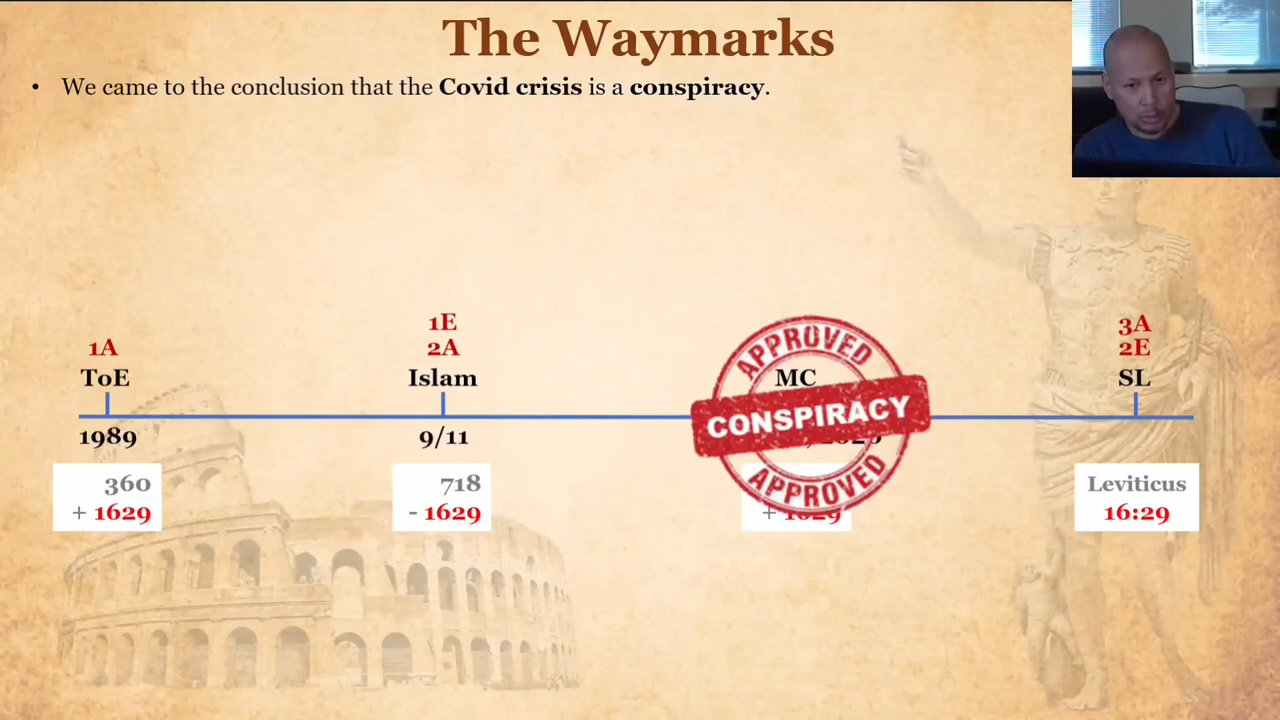 The Waymarks
• We came to the conclusion that the Covid crisis is a conspiracy.
1A
ToE
1989
360
+ 1629
1E
2A
Islam
9/11
718
- 1629
APPROVED
MC
CONSPIRACY
APPROVED
+ 1629
3A
2E
SL
Leviticus
16:29